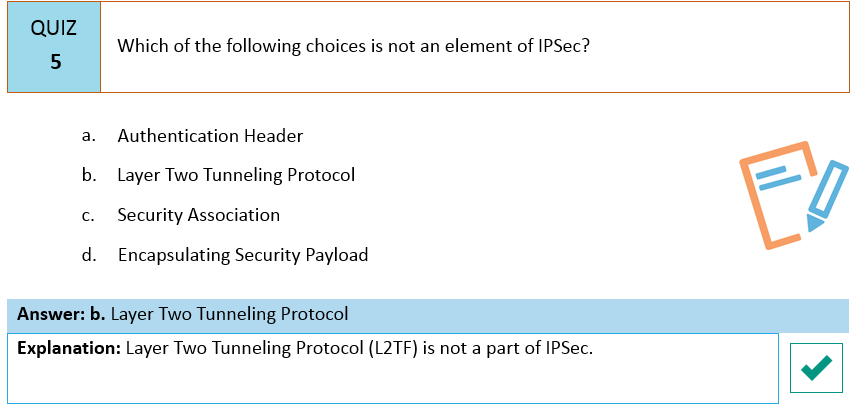 QUIZ
5
Which of the following choices is not an element of IPSec?
a. Authentication Header
b. Layer Two Tunneling Protocol
c. Security Association
d. Encapsulating Security Payload
Answer: b. Layer Two Tunneling Protocol
Explanation: Layer Two Tunneling Protocol (L2TF) is not a part of IPSec.